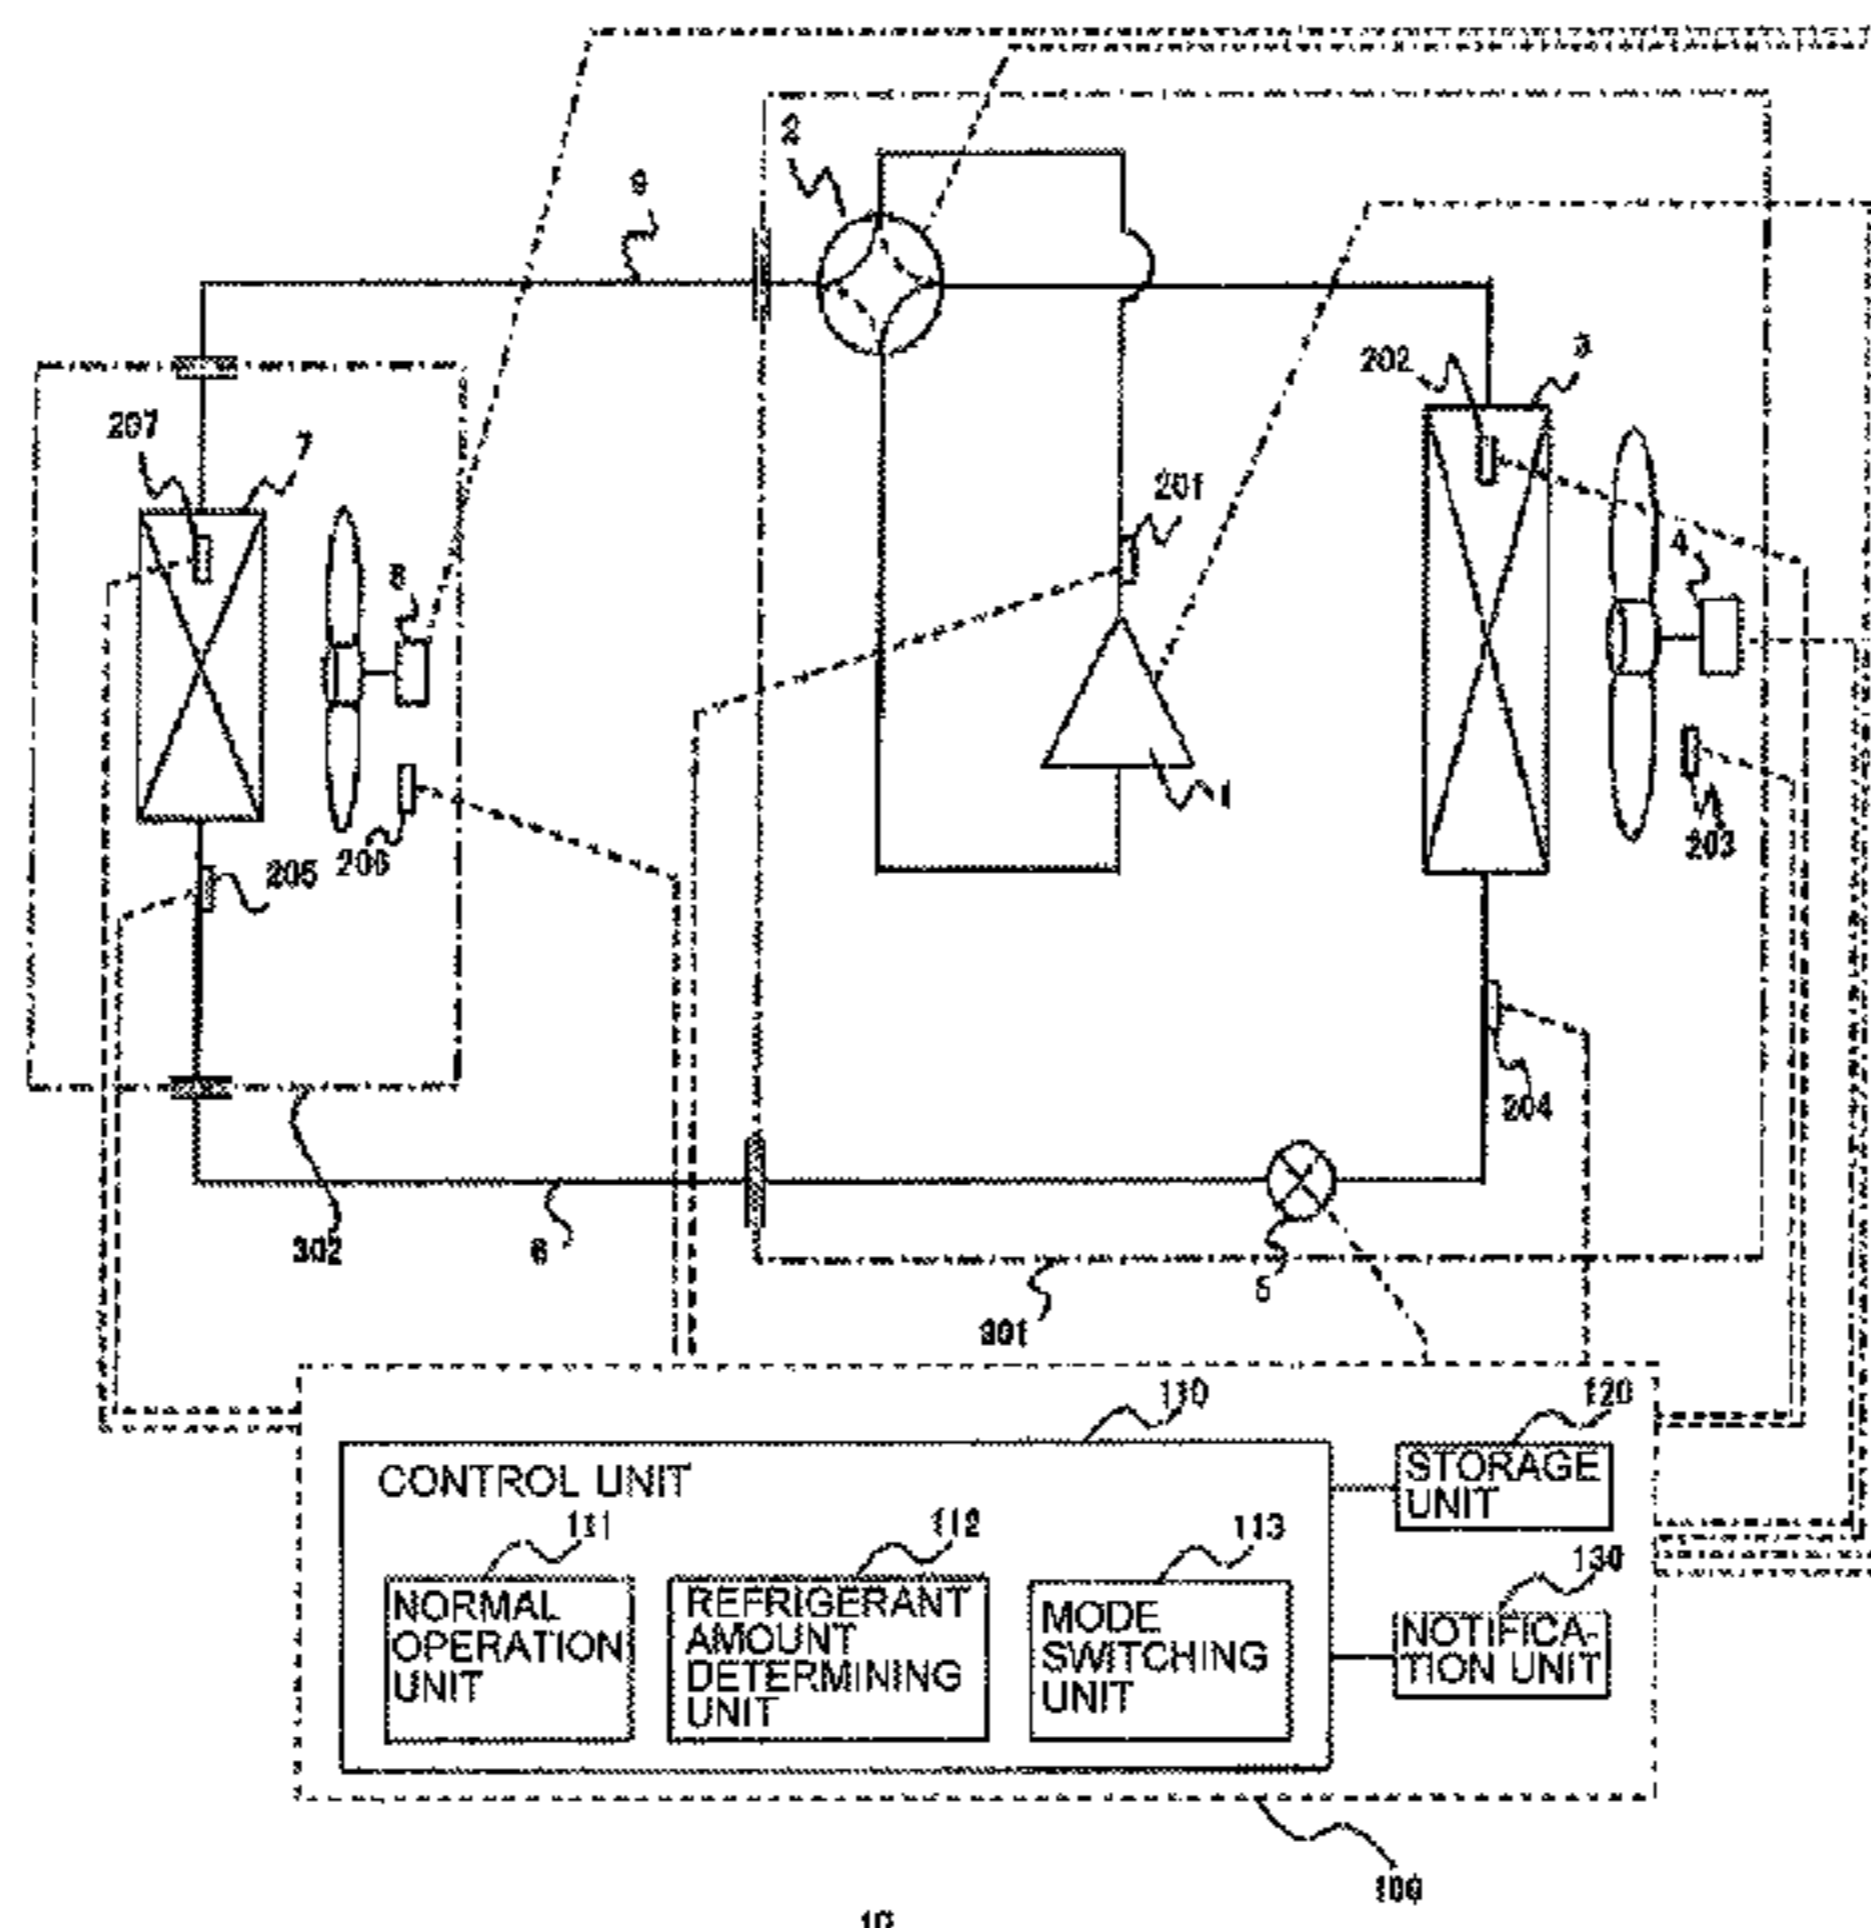 2
9
202
3
207
7
201
8
4
1
203
205
206
204
302
6
5
301
110
120
CONTROL UNIT
STORAGE
UNIT
111
112
113
130
NORMAL
OPERATION
UNIT
REFRIGERANT
AMOUNT
DETERMINING
UNIT
MODE
SWITCHING
UNIT
NOTIFICA-
TION UNIT
100
10